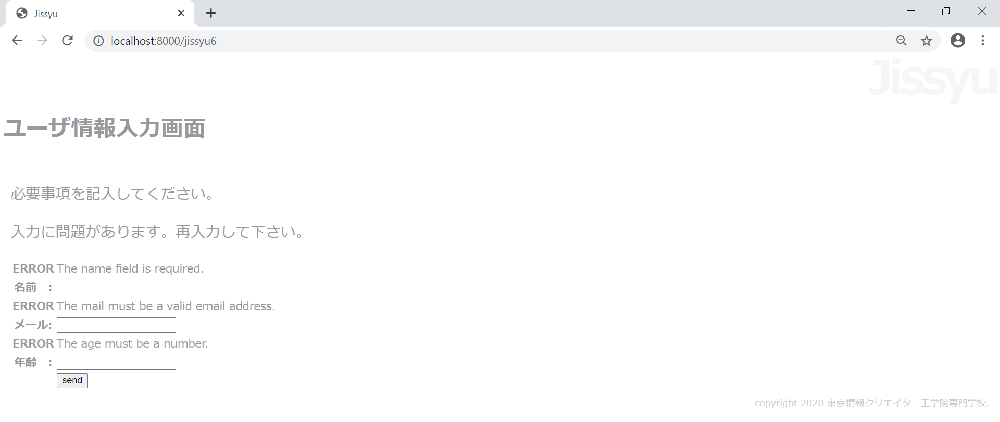 Jissyu
localhost:8000/jissyu6
Jissyu
ユーザ情報入力画面
必要事項を記入してください。
入力に問題があります。再入力して下さい。
ERROR The name field is required.
名前　:
ERROR The mail must be a valid email address.
メール:
ERROR The age must be a number.
年齢　:
send
copyright 2020 東京情報クリエイター工学院専門学校.